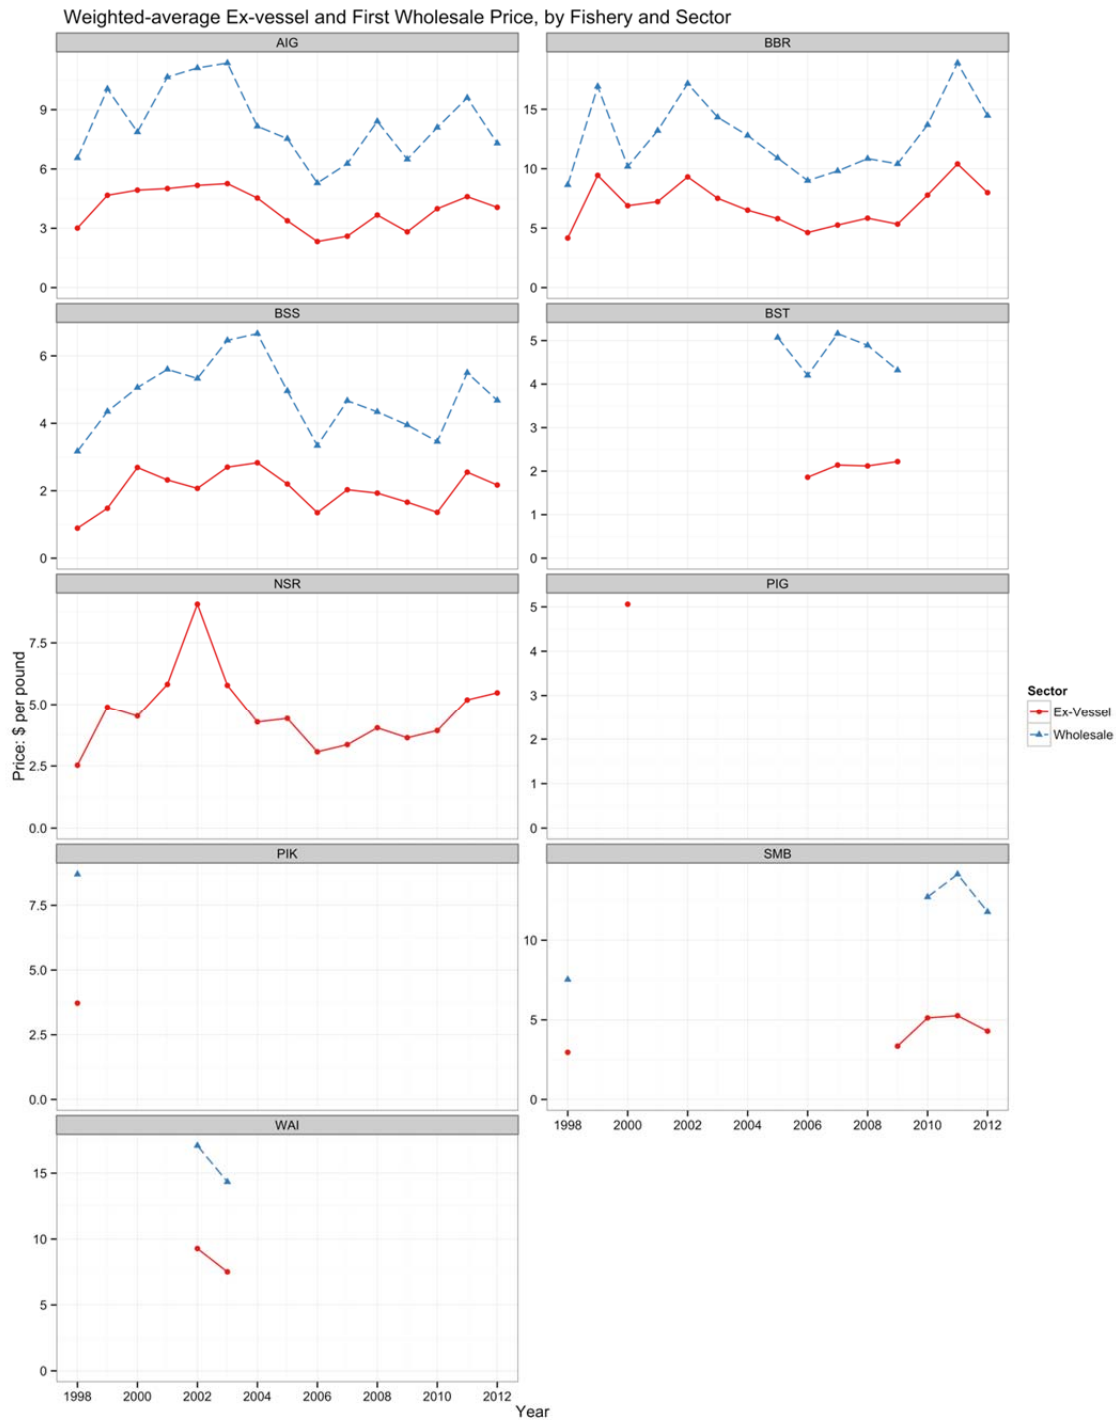 Weighted-average Ex-vessel and First Wholesale Price, by Fishery and Sector
AIG
9
6
3
0
BBR
15
10
5
0
BSS
6
4
2
0
BST
5
4
3
2
1
0
NSR
7.5
5.0
2.5
0.0
PIG
5
4
3
2
1
0
Price: $ per pound
Sector
Ex-Vessel
Wholesale
PIK
7.5
5.0
2.5
0.0
SMB
10
5
0
1998 2000 2002 2004 2006 2008 2010 2012
WAI
15
10
5
0
1998 2000 2002 2004 2006 2008 2010 2012
Year